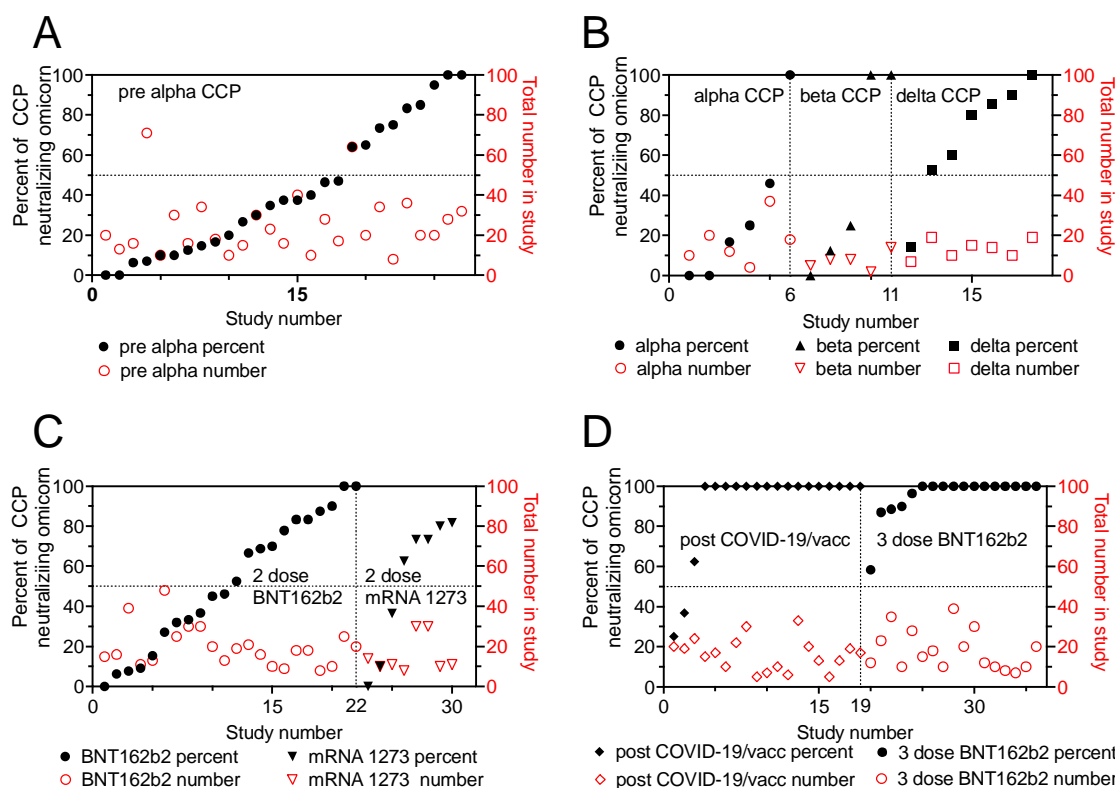 A
Percent of CCP
neutraliziing omicorn
100
80
60
40
20
0
pre alpha CCP
100
80
60
40
20
0
Total number in study
0
15
Study number
pre alpha percent
pre alpha number
B
Percent of CCP
neutraliziing omicorn
100
80
60
40
20
0
alpha CCP
beta CCP
delta CCP
100
80
60
40
20
0
Total number in study
0
6
11
15
Study number
alpha percent
beta percent
delta percent
alpha number
beta number
delta number
C
Percent of CCP
neutraliziing omicorn
100
80
60
40
20
0
2 dose
BNT162b2
2 dose
mRNA 1273
100
80
60
40
20
0
Total number in study
0
15
22
30
Study number
BNT162b2 percent
mRNA 1273 percent
BNT162b2 number
mRNA 1273 number
D
Percent of CCP
neutraliziing omicorn
100
80
60
40
20
0
post COVID-19/vacc
3 dose BNT162b2
100
80
60
40
20
0
Total number in study
0
15
19
30
Study number
post COVID-19/vacc percent
3 dose BNT162b2 percent
post COVID-19/vacc number
3 dose BNT162b2 number